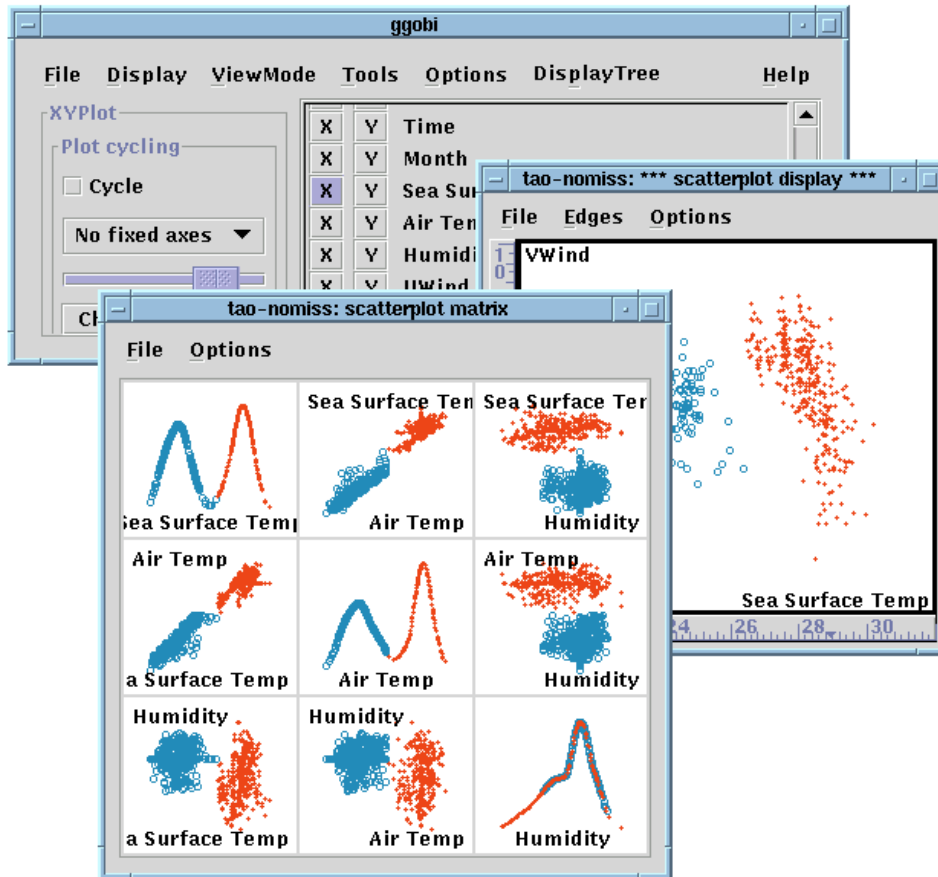 ggobi
File Display ViewMode Tools Options DisplayTree Help
XYPlot
Plot cycling
Cycle
No fixed axes
X Y Time
X Y Month
X Y Sea Sur
X Y Air Tem
X Y Humidi
X Y UWind
tao-nomiss: *** scatterplot display ***
File Edges Options
1
0
VWind
Sea Surface Temp
24 26 28 30
tao-nomiss: scatterplot matrix
File Options
Sea Surface Temp
Sea Surface Tem
Air Temp
Sea Surface Ter
Humidity
Air Temp
a Surface Temp
Air Temp
Air Temp
Humidity
Humidity
a Surface Temp
Humidity
Air Temp
Humidity